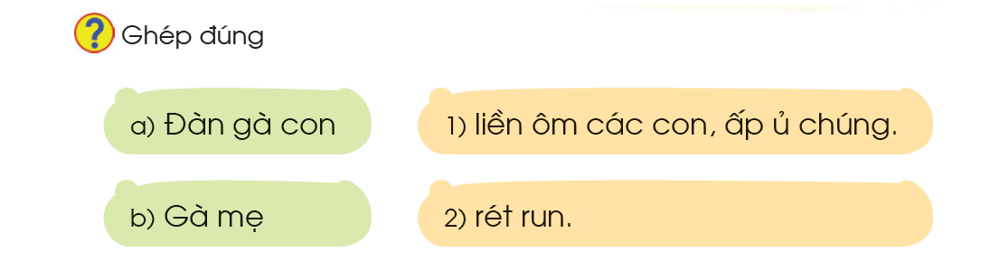 ? Ghép đúng
a) Đàn gà con
1) liền ôm các con, ấp ủ chúng.
b) Gà mẹ
2) rét run.